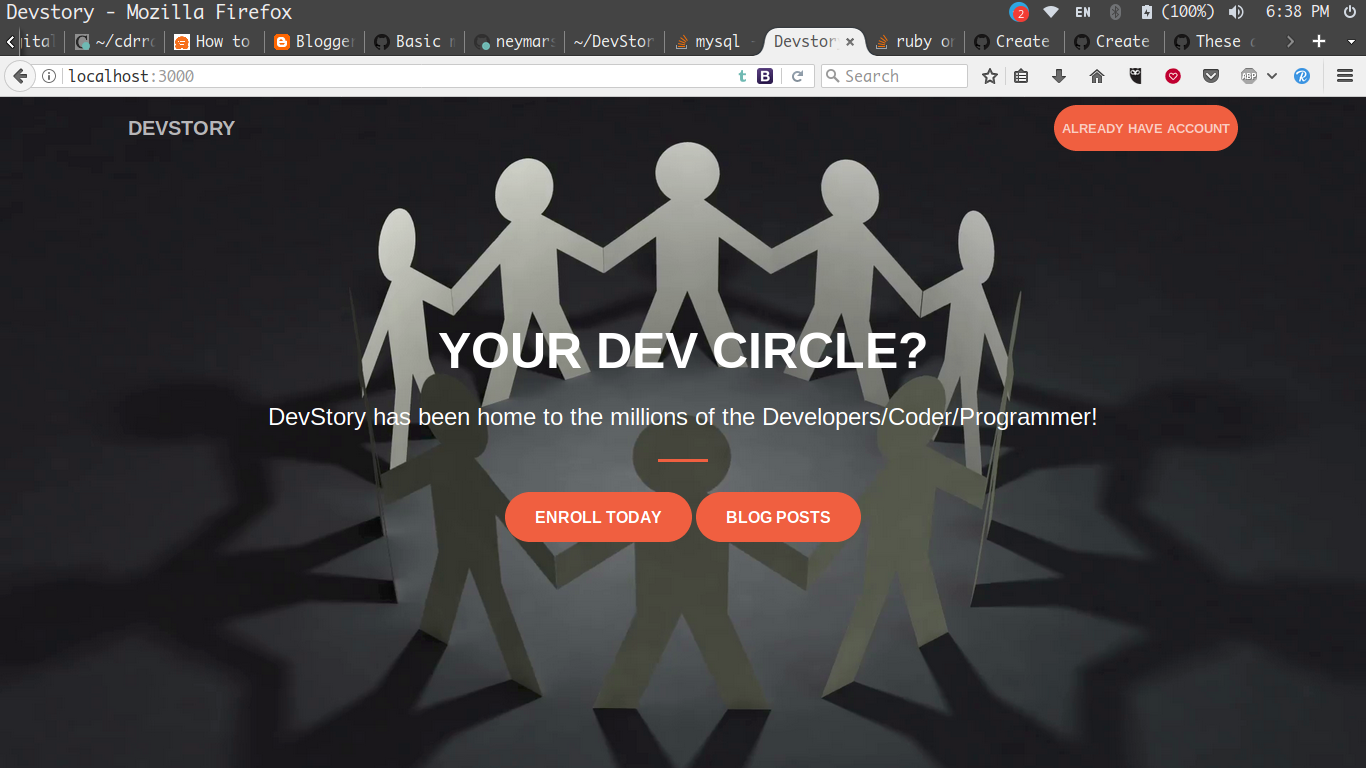 Devstory - Mozilla Firefox
2 EN (100%) 6:38 PM
ital ~/cdrr How to Blogger Basic neymar ~/DevStor mysql - Devstor × ruby or Create Create These
localhost:3000 t B Search ABP
DEVSTORY ALREADY HAVE ACCOUNT
YOUR DEV CIRCLE?
DevStory has been home to the millions of the Developers/Coder/Programmer!
ENROLL TODAY BLOG POSTS